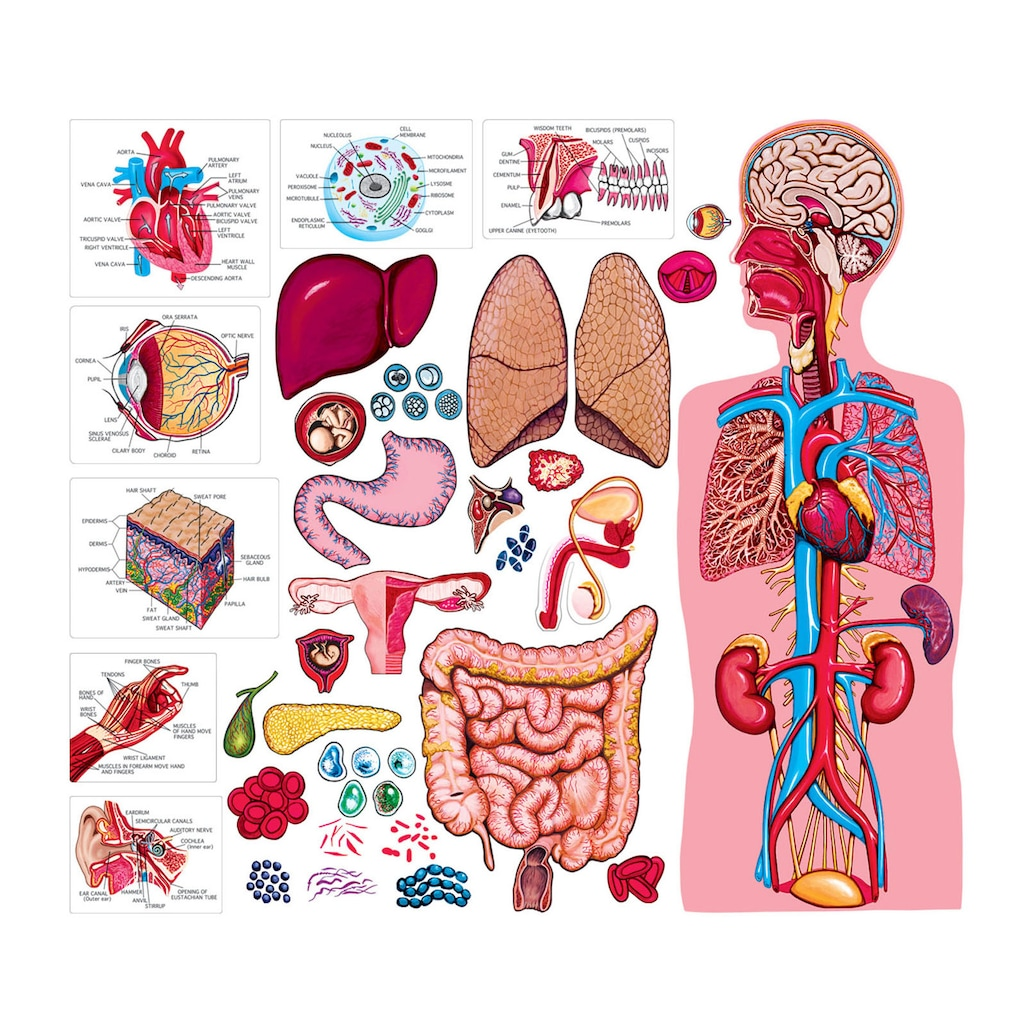 AORTA
VENA CAVA
AORTIC VALVE
TRICUSPID VALVE
RIGHT VENTRICLE
VENA CAVA
PULMONARY
ARTERY
LEFT
ATRIUM
PULMONARY
VEINS
PULMONARY VALVE
AORTIC VALVE
BICUSPID VALVE
LEFT
VENTRICLE
HEART WALL
MUSCLE
DESCENDING AORTA
NUCLEOLUS
NUCLEUS
VACUOLE
PEROXISOME
MICROTUBULE
ENDOPLASMIC
RETICULUM
CELL
MEMBRANE
MITOCHONDRIA
MICROFILAMENT
LYSOSME
RIBOSOME
CYTOPLASM
GOGLGI
WISDOM TEETH
BICUSPIDS (PREMOLARS)
MOLARS
CUSPIDS
INCISORS
GUM
DENTINE
CEMENTUM
PULP
ENAMEL
PREMOLARS
UPPER CANINE (EYETOOTH)
ORA SERRATA
IRIS
OPTIC NERVE
CORNEA
PUPIL
LENS
SINUS VENOSUS
SCLERAE
CILARY BODY
CHOROID
RETINA
HAIR SHAFT
SWEAT PORE
EPIDERMIS
DERMIS
HYPODERMIS
ARTERY
VEIN
FAT
SWEAT GLAND
SWEAT SHAFT
SEBACEOUS
GLAND
HAIR BULB
PAPILLA
FINGER BONES
TENDONS
THUMB
BONES OF
HAND
WRIST
BONES
MUSCLES
OF HAND MOVE
FINGERS
WRIST LIGAMENT
MUSCLES IN FOREARM MOVE HAND
AND FINGERS
EARDRUM
SEMICIRCULAR CANALS
AUDITORY NERVE
COCHLEA
(Inner ear)
EAR CANAL
(Outer ear)
HAMMER
ANVIL
STIRRUP
OPENING OF
EUSTACHIAN TUBE